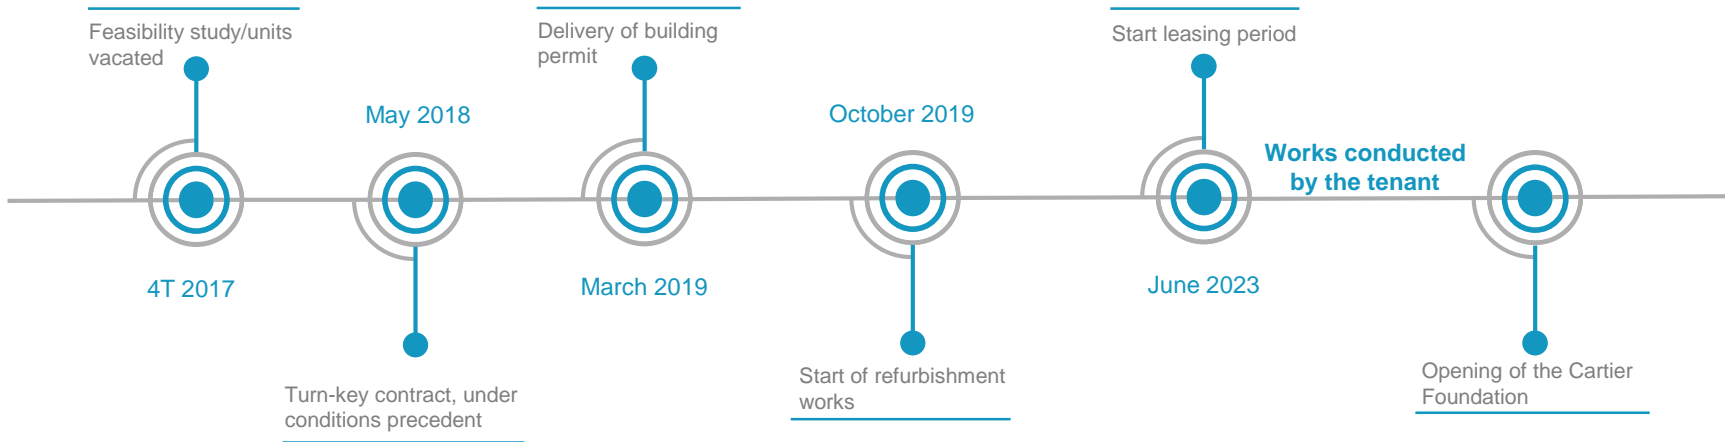 Feasibility study/units
vacated
4T 2017
May 2018
Turn-key contract, under
conditions precedent
Delivery of building
permit
March 2019
October 2019
Start of refurbishment
works
Start leasing period
June 2023
Works conducted
by the tenant
Opening of the Cartier
Foundation